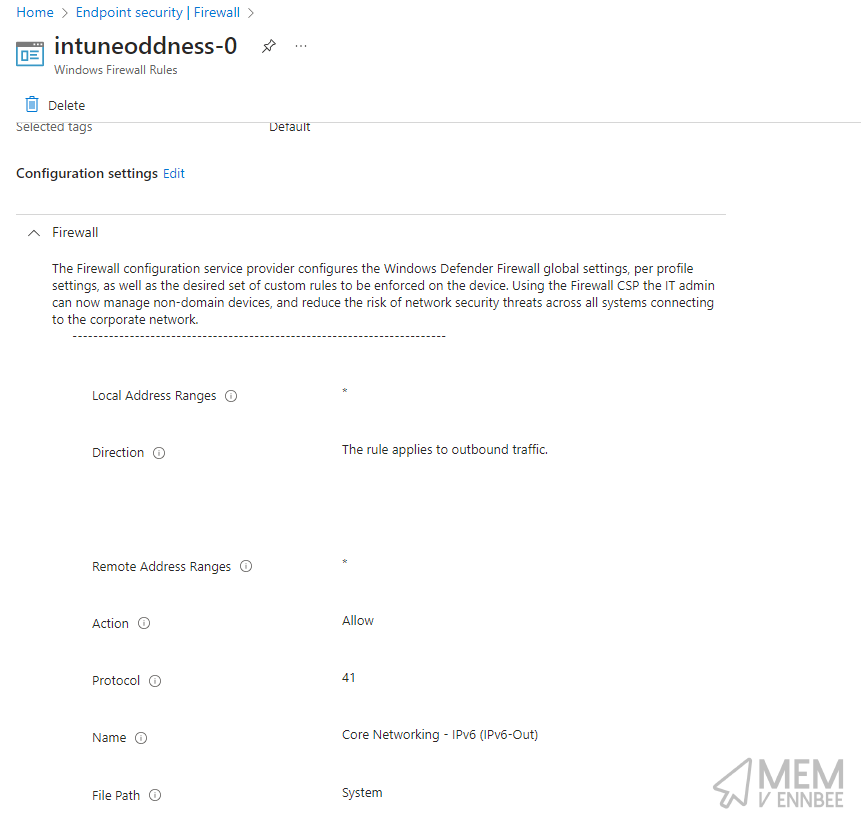 Home > Endpoint security | Firewall >
intuneoddness-0 ...
Windows Firewall Rules
Delete
Selected tags Default
Configuration settings Edit
Firewall
The Firewall configuration service provider configures the Windows Defender Firewall global settings, per profile
settings, as well as the desired set of custom rules to be enforced on the device. Using the Firewall CSP the IT admin
can now manage non-domain devices, and reduce the risk of network security threats across all systems connecting
to the corporate network.
------------------------------------------------------------------------
Local Address Ranges *
Direction The rule applies to outbound traffic.
Remote Address Ranges *
Action Allow
Protocol 41
Name Core Networking - IPv6 (IPv6-Out)
File Path System
MEM
V ENNBEE